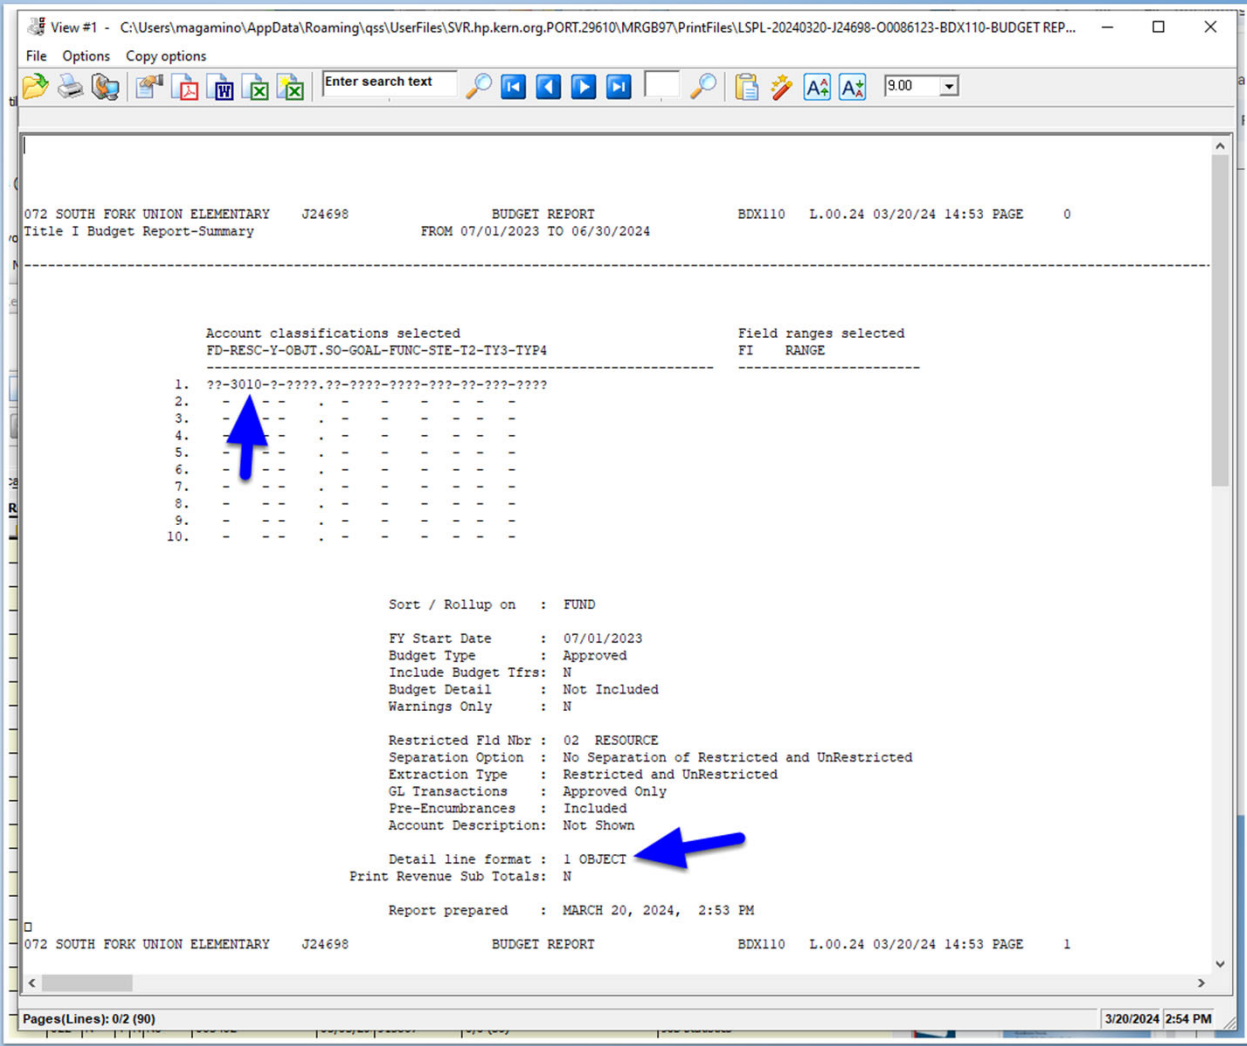 View #1 - C:\Users\magamino\AppData\Roaming\qss\UserFiles\SVR.hp.kern.org.PORT.29610\MRGB97\PrintFiles\LSPL-20240320-J24698-O0086123-BDX110-BUDGET REP...
File Options Copy options
Enter search text 9.00
072 SOUTH FORK UNION ELEMENTARY J24698 BUDGET REPORT BDX110 L.00.24 03/20/24 14:53 PAGE 0
Title I Budget Report-Summary FROM 07/01/2023 TO 06/30/2024
Account classifications selected Field ranges selected
FD-RESC-Y-OBJT.SO-GOAL-FUNC-STE-T2-TY3-TYP4 FI RANGE
1. ??-3010-?-????.??-????-????-???-??-???-????
2. - - - . - - - - - -
3. - - - . - - - - - -
4. - - - . - - - - - -
5. - - - . - - - - - -
6. - - - . - - - - - -
7. - - - . - - - - - -
8. - - - . - - - - - -
9. - - - . - - - - - -
10. - - - . - - - - - -
Sort / Rollup on : FUND
FY Start Date : 07/01/2023
Budget Type : Approved
Include Budget Tfrs: N
Budget Detail : Not Included
Warnings Only : N
Restricted Fld Nbr : 02 RESOURCE
Separation Option : No Separation of Restricted and UnRestricted
Extraction Type : Restricted and UnRestricted
GL Transactions : Approved Only
Pre-Encumbrances : Included
Account Description: Not Shown
Detail line format : 1 OBJECT
Print Revenue Sub Totals: N
Report prepared : MARCH 20, 2024, 2:53 PM
072 SOUTH FORK UNION ELEMENTARY J24698 BUDGET REPORT BDX110 L.00.24 03/20/24 14:53 PAGE 1
Pages(Lines): 0/2 (90) 3/20/2024 2:54 PM